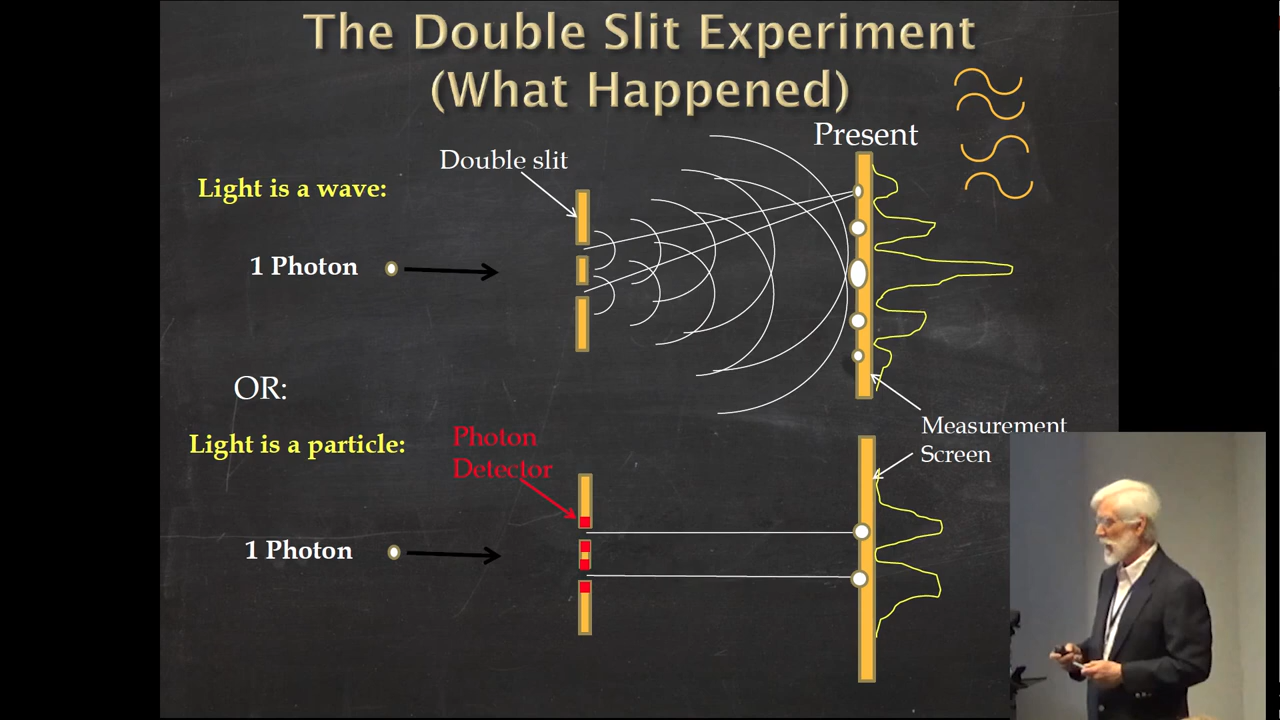 The Double Slit Experiment
(What Happened)
Present
Double slit
Light is a wave:
1 Photon
OR:
Measurement
Screen
Light is a particle:
Photon
Detector
1 Photon